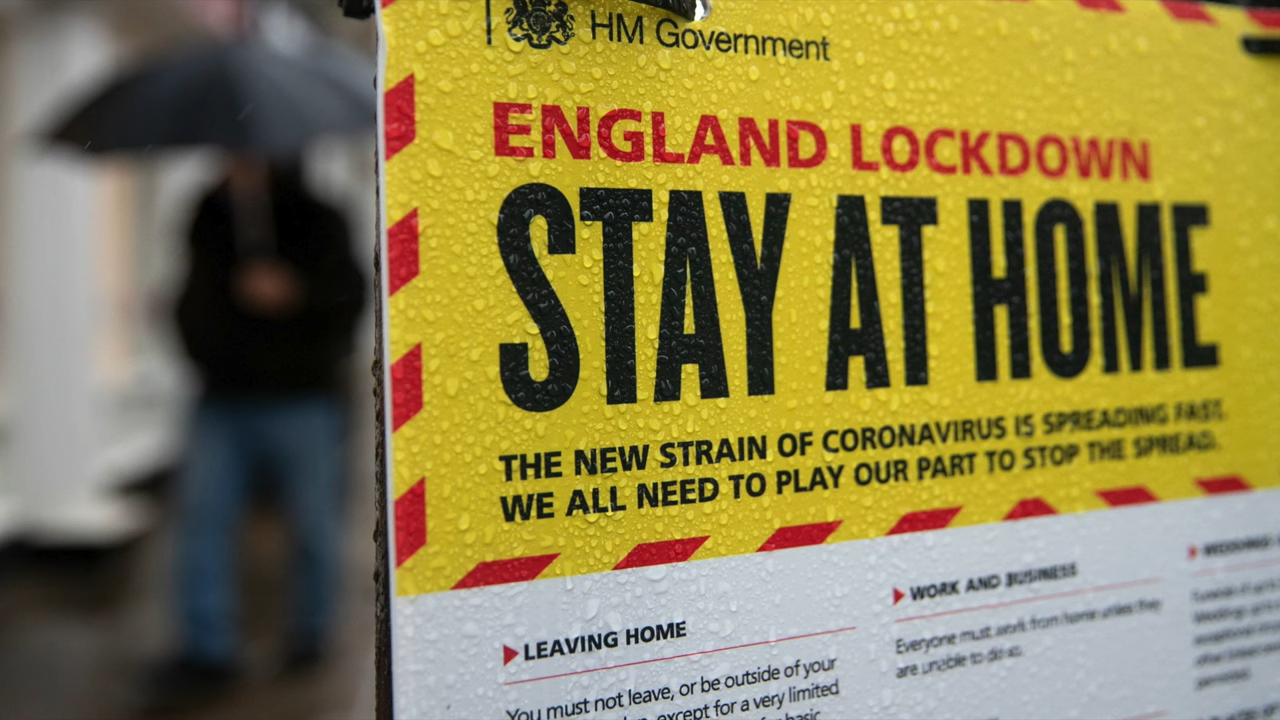 HM Government
ENGLAND LOCKDOWN
STAY AT HOME
THE NEW STRAIN OF CORONAVIRUS IS SPREADING FAST.
WE ALL NEED TO PLAY OUR PART TO STOP THE SPREAD.
LEAVING HOME
You must not leave, or be outside of your
except for a very limited
for basic
WORK AND BUSINESS
Everyone must work from home unless they
are unable to do so.